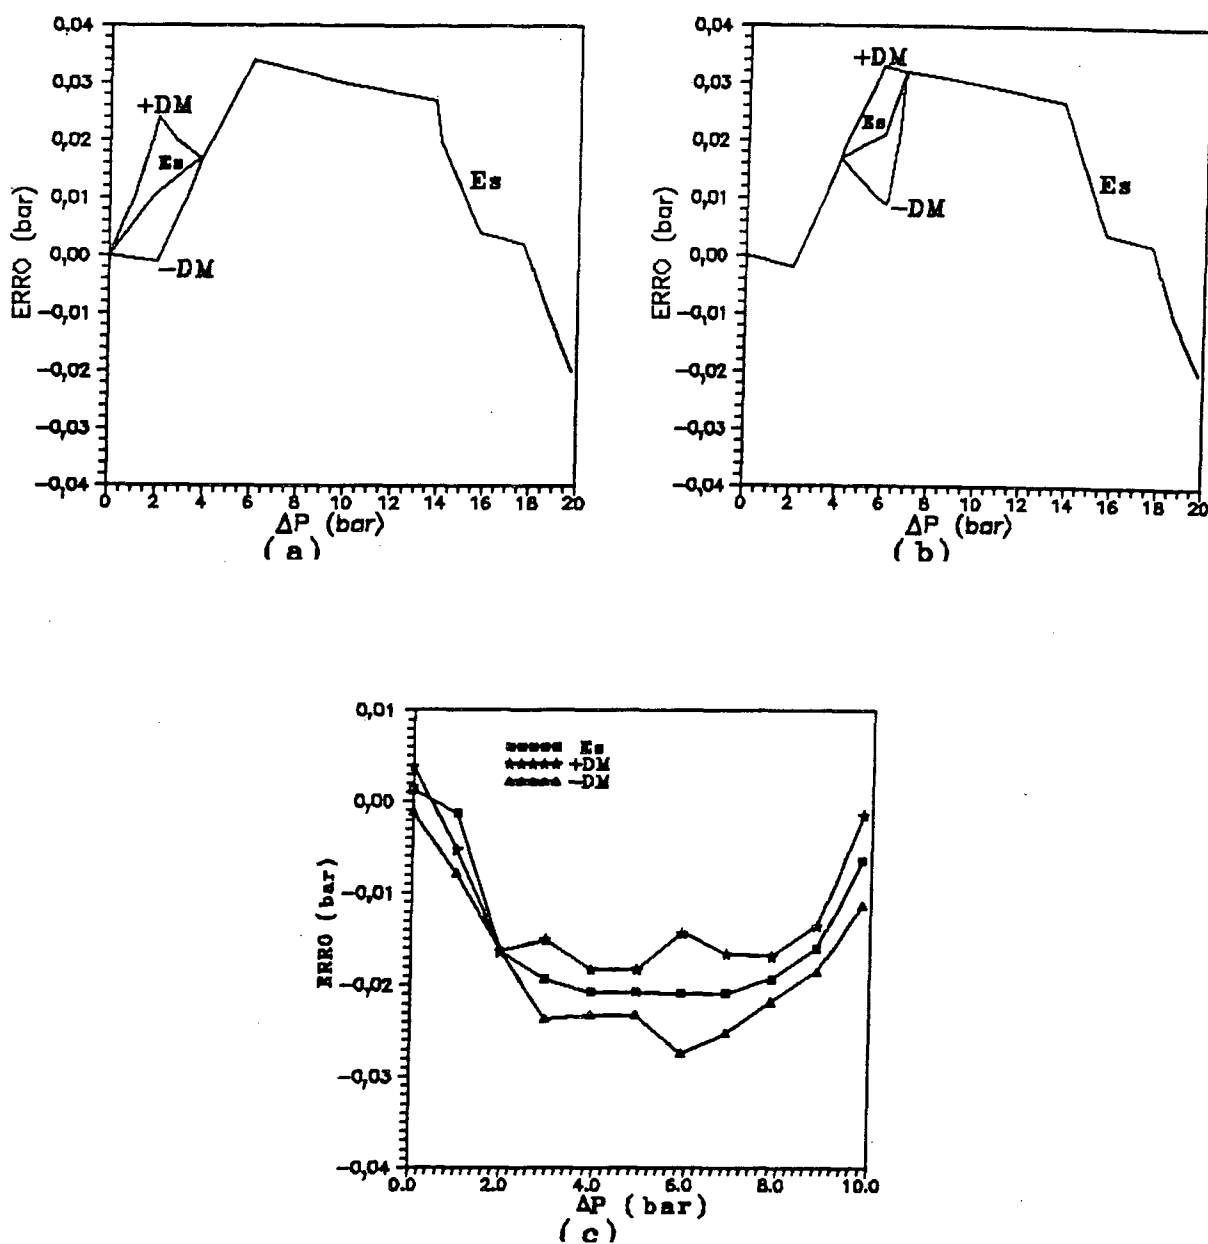 0,04
0,03
0,02
0,01
0,00
−0,01
−0,02
−0,03
−0,04
ERRO (bar)
+DM
Es
−DM
Es
0 2 4 6 8 10 12 14 16 18 20
ΔP (bar)
(a)
0,04
0,03
0,02
0,01
0,00
−0,01
−0,02
−0,03
−0,04
ERRO (bar)
+DM
Es
−DM
Es
0 2 4 6 8 10 12 14 16 18 20
ΔP (bar)
(b)
0,01
0,00
−0,01
−0,02
−0,03
−0,04
ERRO (bar)
Es
+DM
−DM
0.0 2.0 4.0 6.0 8.0 10.0
ΔP (bar)
(c)